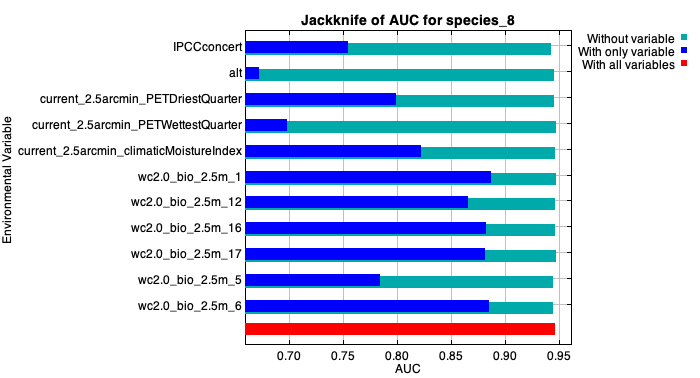 Jackknife of AUC for species_8
Without variable
With only variable
With all variables
Environmental Variable
IPCCconcert
alt
current_2.5arcmin_PETDriestQuarter
current_2.5arcmin_PETWettestQuarter
current_2.5arcmin_climaticMoistureIndex
wc2.0_bio_2.5m_1
wc2.0_bio_2.5m_12
wc2.0_bio_2.5m_16
wc2.0_bio_2.5m_17
wc2.0_bio_2.5m_5
wc2.0_bio_2.5m_6
0.70 0.75 0.80 0.85 0.90 0.95
AUC